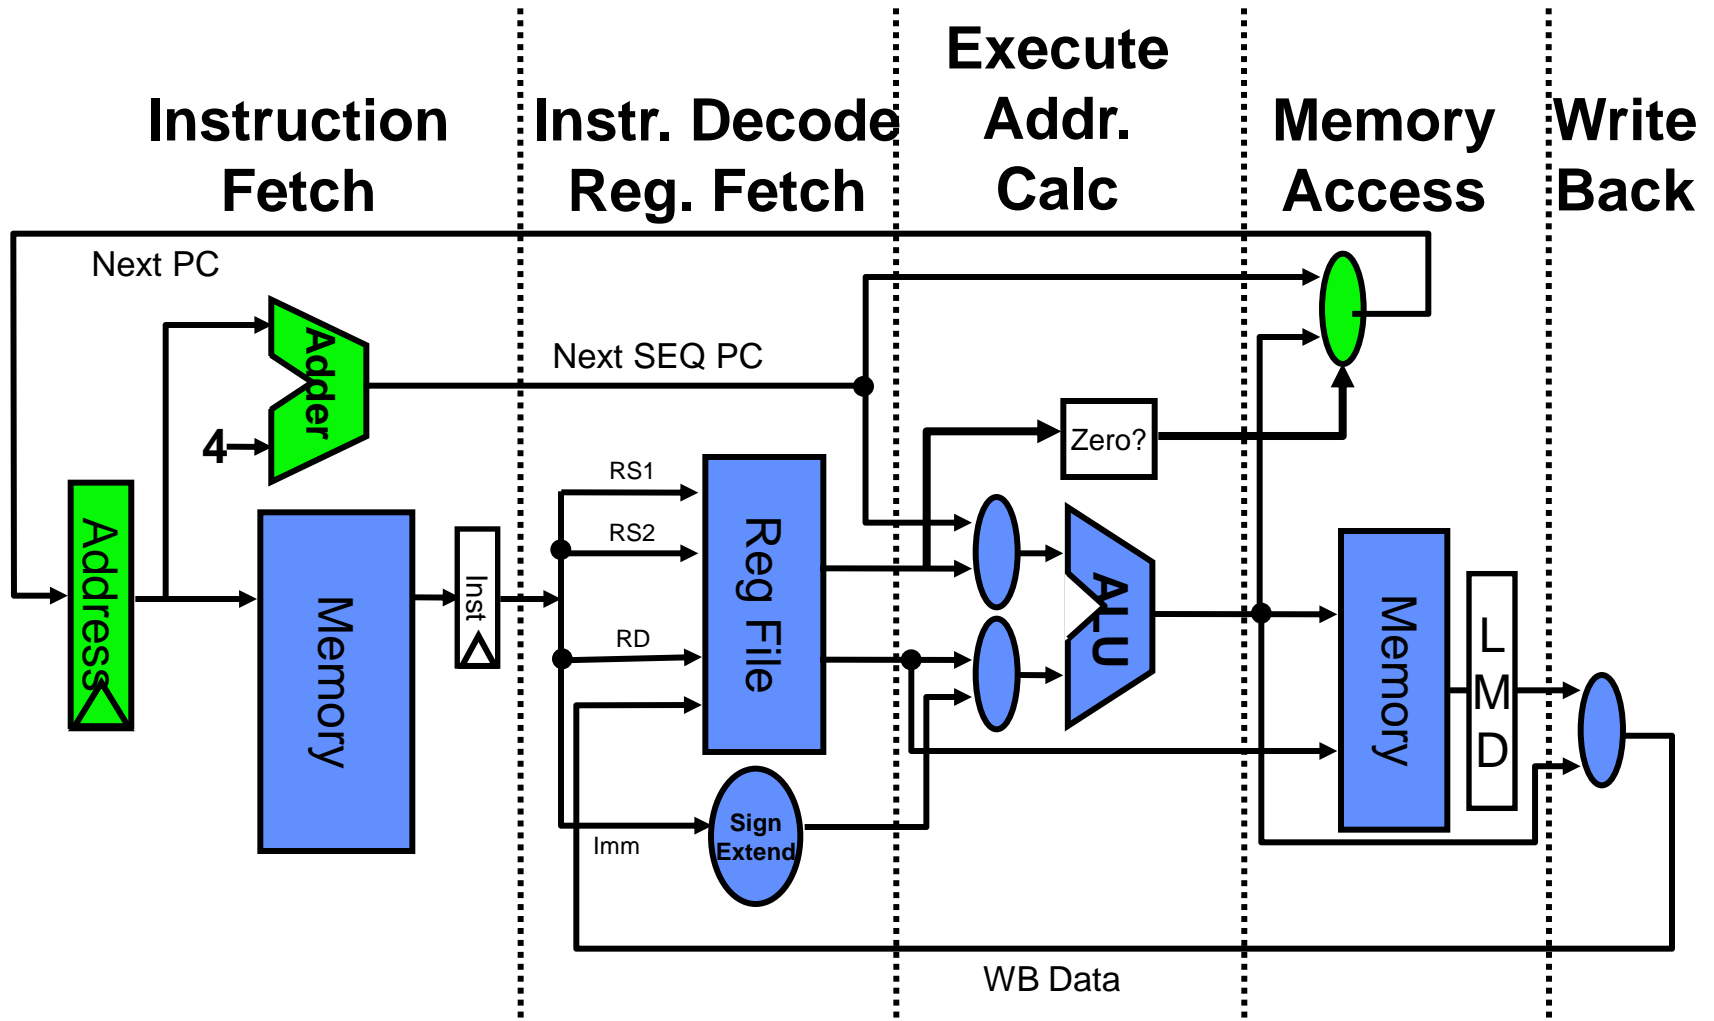 Instruction
Fetch
Instr. Decode
Reg. Fetch
Execute
Addr.
Calc
Memory
Access
Write
Back
Next PC
Adder
4
Next SEQ PC
Address
Memory
Inst
RS1
RS2
RD
Imm
Reg File
Sign
Extend
Zero?
ALU
Memory
L
M
D
WB Data